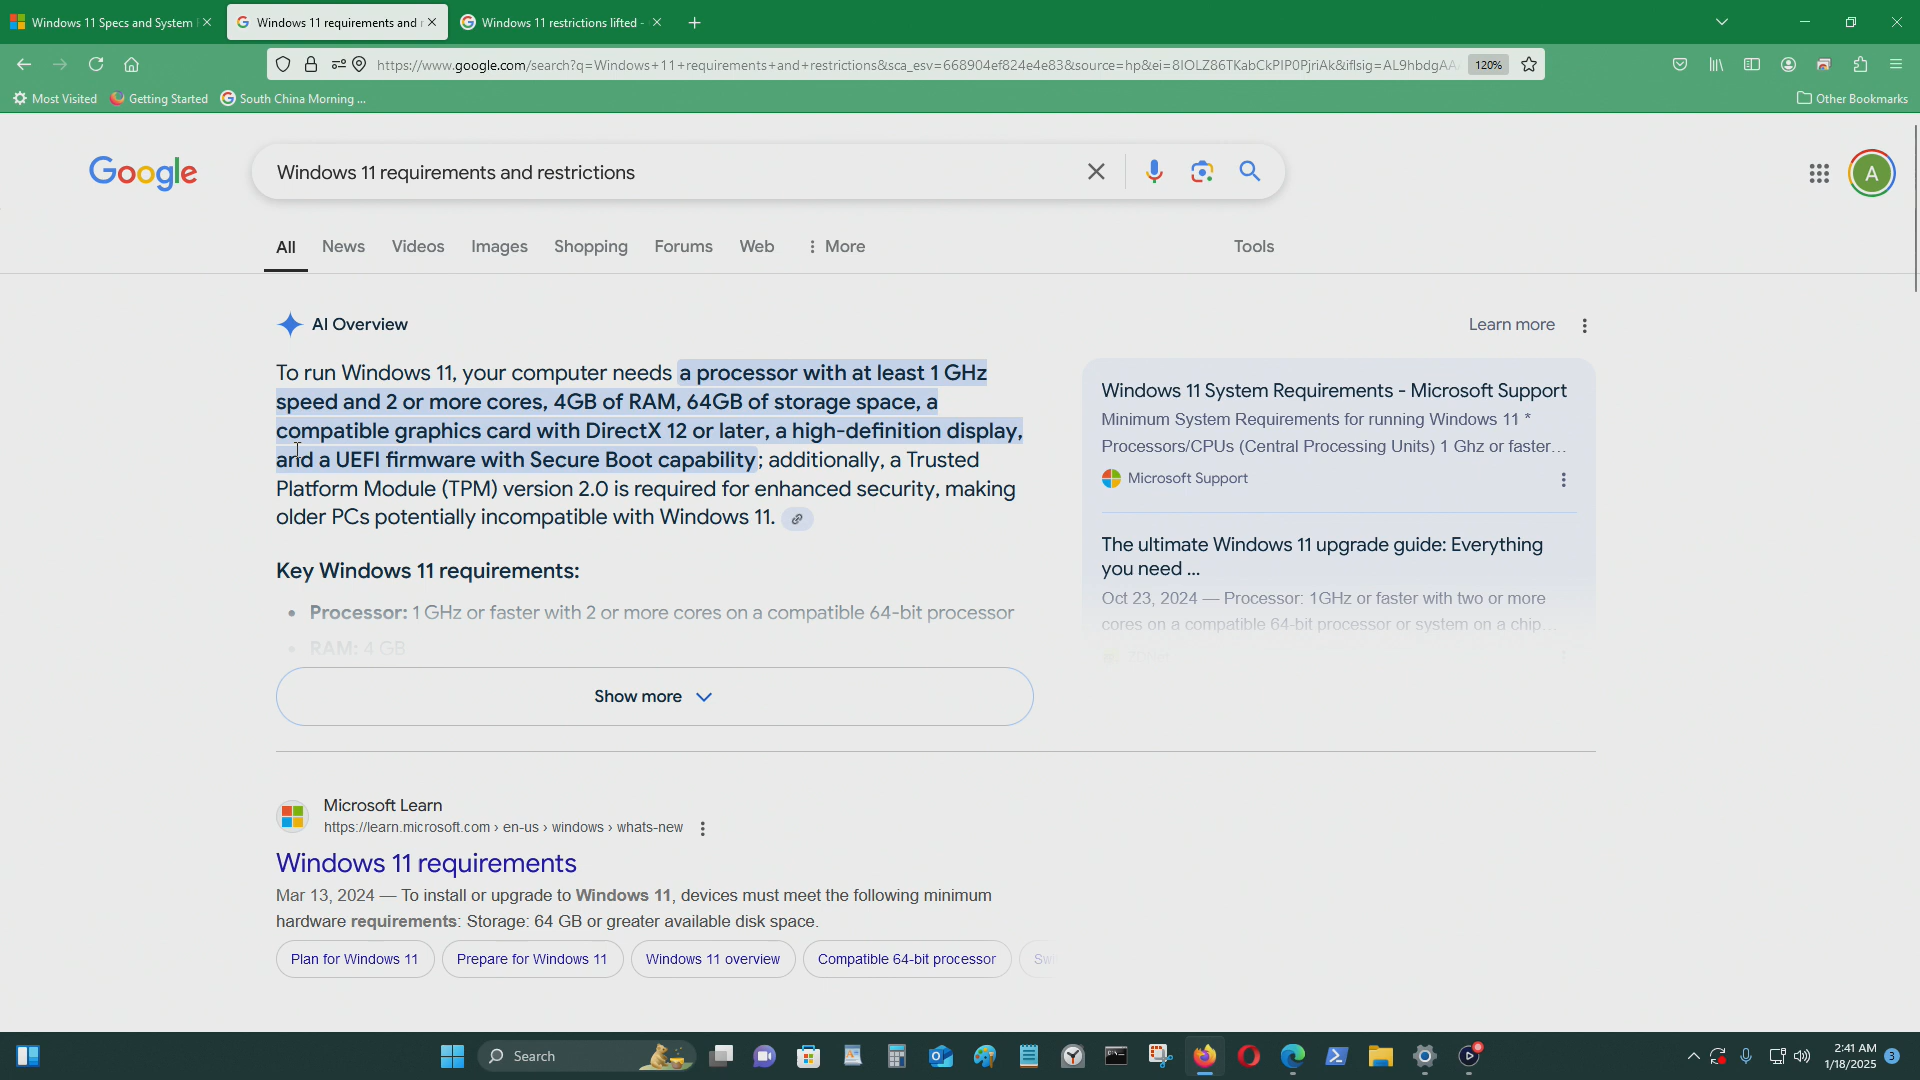 Windows 11 Specs and System
Windows 11 requirements and r
Windows 11 restrictions lifted -
https://www.google.com/search?q=Windows+11+requirements+and+restrictions&sca_esv=668904ef824e4e83&source=hp&ei=8IOLZ86TKabCkPIP0PjriAk&iflsig=AL9hbdgAA
120%
Most Visited
Getting Started
South China Morning ...
Other Bookmarks
Google
Windows 11 requirements and restrictions
A
All
News
Videos
Images
Shopping
Forums
Web
More
Tools
AI Overview
Learn more
To run Windows 11, your computer needs a processor with at least 1 GHz
speed and 2 or more cores, 4GB of RAM, 64GB of storage space, a
compatible graphics card with DirectX 12 or later, a high-definition display,
and a UEFI firmware with Secure Boot capability; additionally, a Trusted
Platform Module (TPM) version 2.0 is required for enhanced security, making
older PCs potentially incompatible with Windows 11.
Key Windows 11 requirements:
• Processor: 1 GHz or faster with 2 or more cores on a compatible 64-bit processor
• RAM: 4 GB
Show more
Windows 11 System Requirements - Microsoft Support
Minimum System Requirements for running Windows 11 *
Processors/CPUs (Central Processing Units) 1 Ghz or faster...
Microsoft Support
The ultimate Windows 11 upgrade guide: Everything
you need ...
Oct 23, 2024 — Processor: 1GHz or faster with two or more
cores on a compatible 64-bit processor or system on a chip...
Microsoft Learn
https://learn.microsoft.com › en-us › windows › whats-new
Windows 11 requirements
Mar 13, 2024 — To install or upgrade to Windows 11, devices must meet the following minimum
hardware requirements: Storage: 64 GB or greater available disk space.
Plan for Windows 11
Prepare for Windows 11
Windows 11 overview
Compatible 64-bit processor
Search
2:41 AM
1/18/2025
3